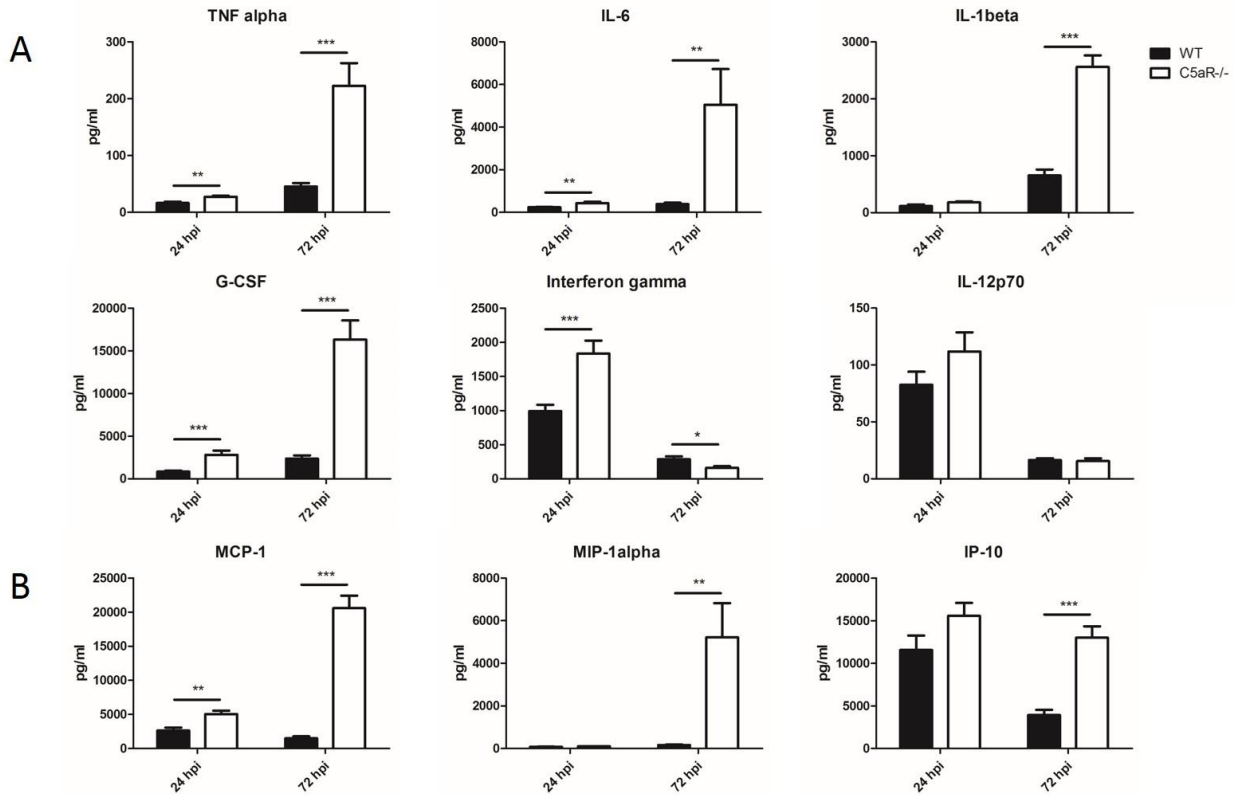 A
TNF alpha
pg/ml
300
200
100
0
**
***
24 hpi
72 hpi
IL-6
pg/ml
8000
6000
4000
2000
0
**
**
24 hpi
72 hpi
IL-1beta
pg/ml
3000
2000
1000
0
***
24 hpi
72 hpi
WT
C5aR-/-
G-CSF
pg/ml
20000
15000
10000
5000
0
***
***
24 hpi
72 hpi
Interferon gamma
pg/ml
2500
2000
1500
1000
500
0
***
*
24 hpi
72 hpi
IL-12p70
pg/ml
150
100
50
0
24 hpi
72 hpi
B
MCP-1
pg/ml
25000
20000
15000
10000
5000
0
**
***
24 hpi
72 hpi
MIP-1alpha
pg/ml
8000
6000
4000
2000
0
**
24 hpi
72 hpi
IP-10
pg/ml
20000
15000
10000
5000
0
***
24 hpi
72 hpi